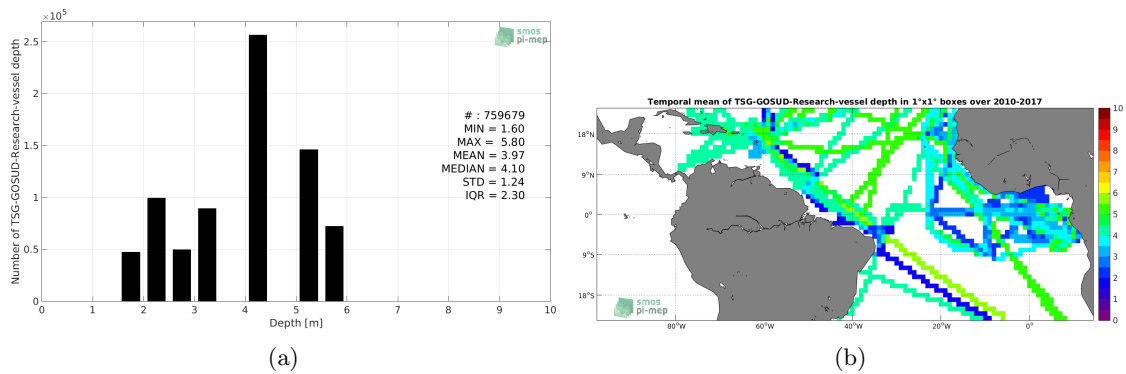 ×10⁵
2.5
2
1.5
1
0.5
0
Number of TSG-GOSUD-Research-vessel depth
smos
pi-mep
# : 759679
MIN = 1.60
MAX = 5.80
MEAN = 3.97
MEDIAN = 4.10
STD = 1.24
IQR = 2.30
0 1 2 3 4 5 6 7 8 9 10
Depth [m]
(a)
Temporal mean of TSG-GOSUD-Research-vessel depth in 1°x1° boxes over 2010-2017
18°N
9°N
0°
9°S
18°S
80°W 60°W 40°W 20°W 0°
smos
pi-mep
10
9
8
7
6
5
4
3
2
1
0
(b)